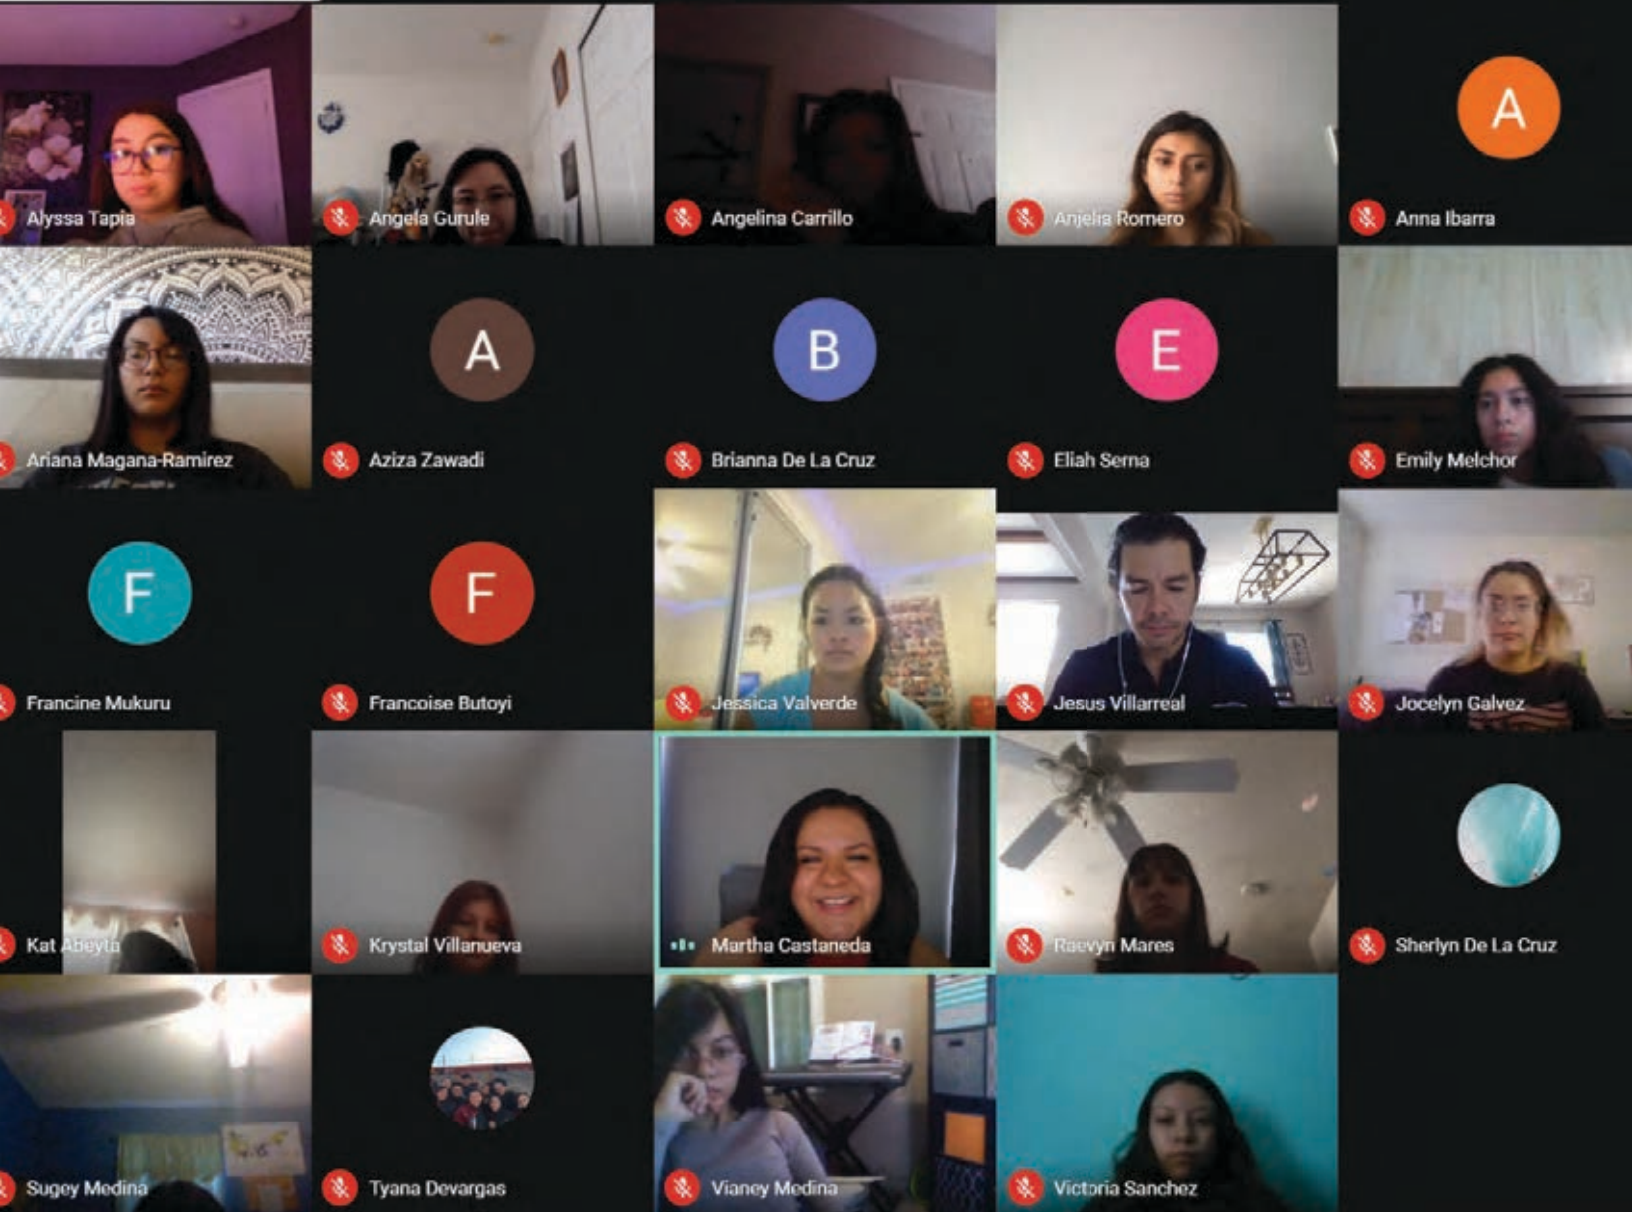 Alyssa Tapia
Angela Gurule
Angelina Carrillo
Anjelia Romero
A
Anna Ibarra
Ariana Magana-Ramirez
A
Aziza Zawadi
B
Brianna De La Cruz
E
Eliah Serna
Emily Melchor
F
Francine Mukuru
F
Francoise Butoyi
Jessica Valverde
Jesus Villarreal
Jocelyn Galvez
Kat Abeyta
Krystal Villanueva
Martha Castaneda
Raevyn Mares
Sherlyn De La Cruz
Sugey Medina
Tyana Devargas
Vianey Medina
Victoria Sanchez